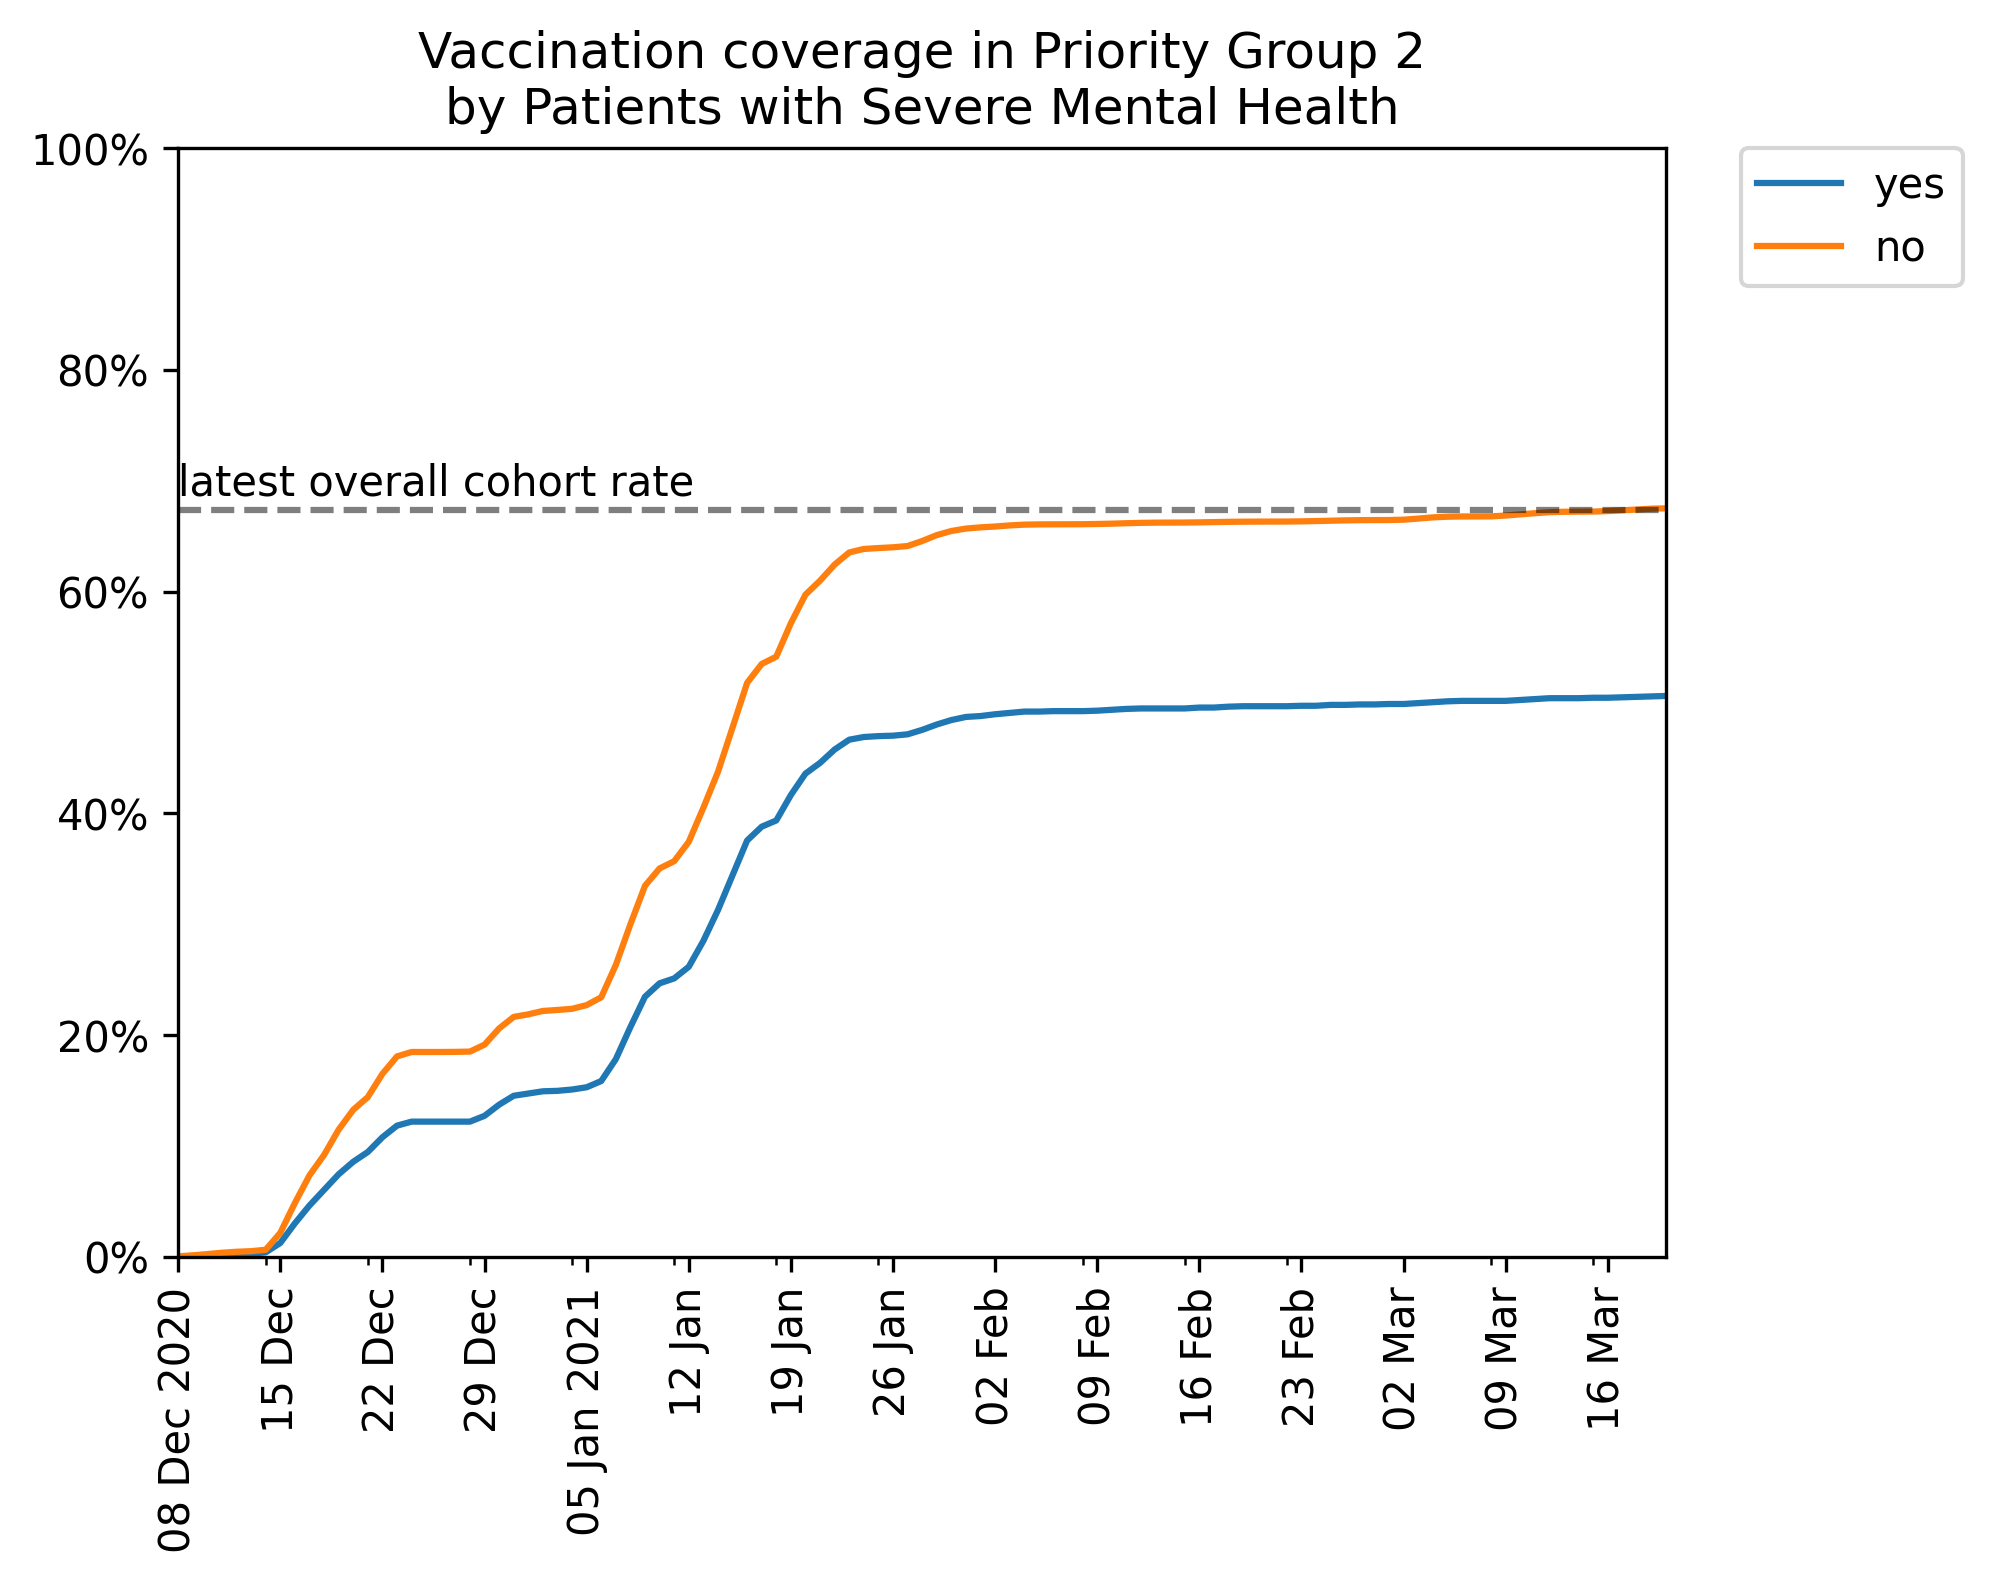 Vaccination coverage in Priority Group 2
by Patients with Severe Mental Health
100%
80%
60%
40%
20%
0%
latest overall cohort rate
yes
no
08 Dec 2020
15 Dec
22 Dec
29 Dec
05 Jan 2021
12 Jan
19 Jan
26 Jan
02 Feb
09 Feb
16 Feb
23 Feb
02 Mar
09 Mar
16 Mar